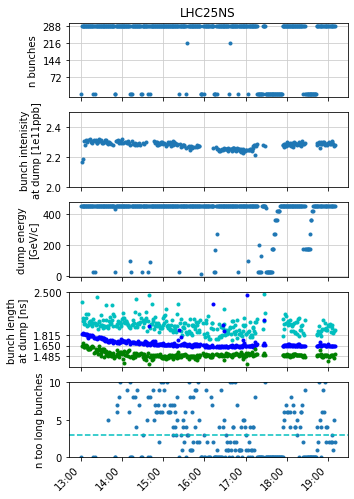 LHC25NS
288
216
144
72
n bunches
2.4
2.2
2.0
bunch intenisity
at dump [1e11ppb]
400
200
0
dump energy
[GeV/c]
2.500
1.815
1.650
1.485
bunch length
at dump [ns]
10
5
0
n too long bunches
13:00
14:00
15:00
16:00
17:00
18:00
19:00